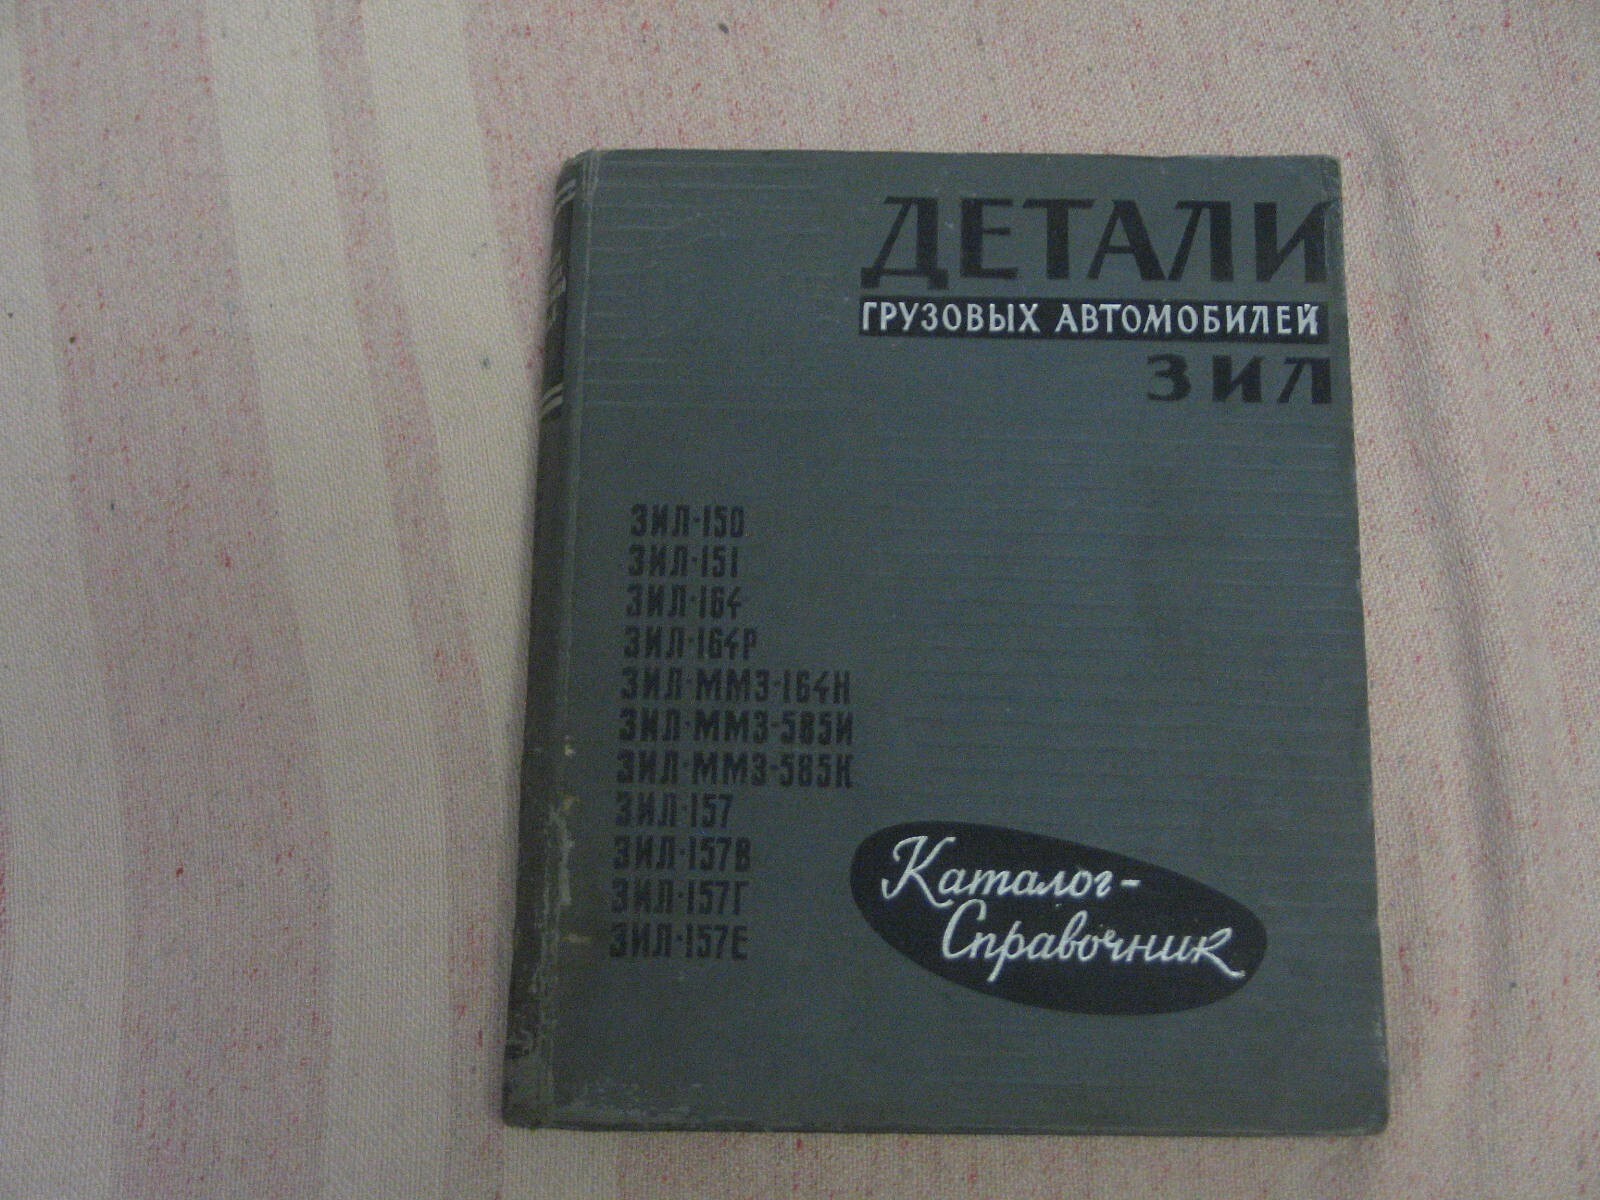 ДЕТАЛИ
ГРУЗОВЫХ АВТОМОБИЛЕЙ
ЗИЛ
ЗИЛ-150
ЗИЛ-151
ЗИЛ-164
ЗИЛ-164Р
ЗИЛ-ММЗ-164Н
ЗИЛ-ММЗ-585И
ЗИЛ-ММЗ-585К
ЗИЛ-157
ЗИЛ-157В
ЗИЛ-157Г
ЗИЛ-157Е
Каталог-
Справочник